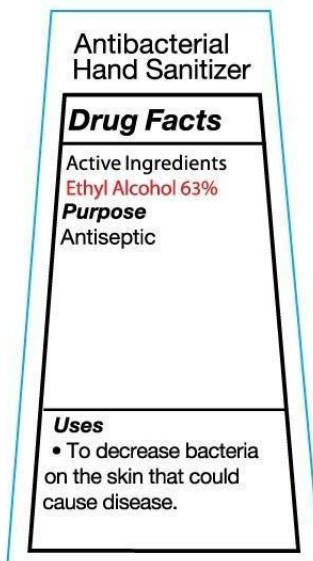 Antibacterial
Hand Sanitizer
Drug Facts
Active Ingredients
Ethyl Alcohol 63%
Purpose
Antiseptic
Uses
• To decrease bacteria
on the skin that could
cause disease.